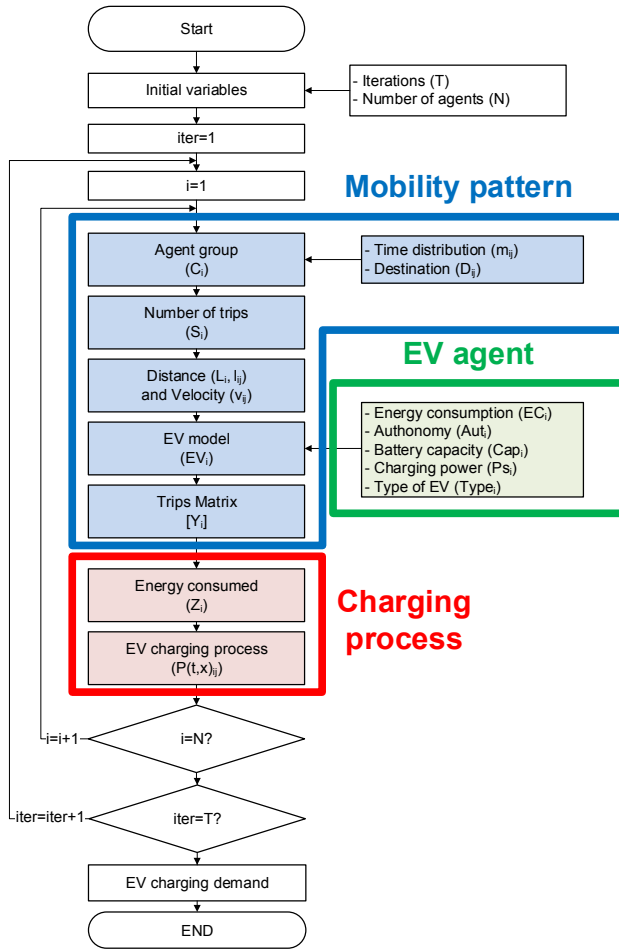 Start
Initial variables
- Iterations (T)
- Number of agents (N)
iter=1
i=1
Mobility pattern
Agent group
(Cᵢ)
- Time distribution (mᵢⱼ)
- Destination (Dᵢⱼ)
Number of trips
(Sᵢ)
Distance (Lᵢ, lᵢⱼ)
and Velocity (vᵢⱼ)
EV agent
EV model
(EVᵢ)
- Energy consumption (ECᵢ)
- Authonomy (Autᵢ)
- Battery capacity (Capᵢ)
- Charging power (Psᵢ)
- Type of EV (Typeᵢ)
Trips Matrix
[Yᵢ]
Energy consumed
(Zᵢ)
EV charging process
(P(t,x)ᵢⱼ)
Charging
process
i=N?
i=i+1
iter=T?
iter=iter+1
EV charging demand
END